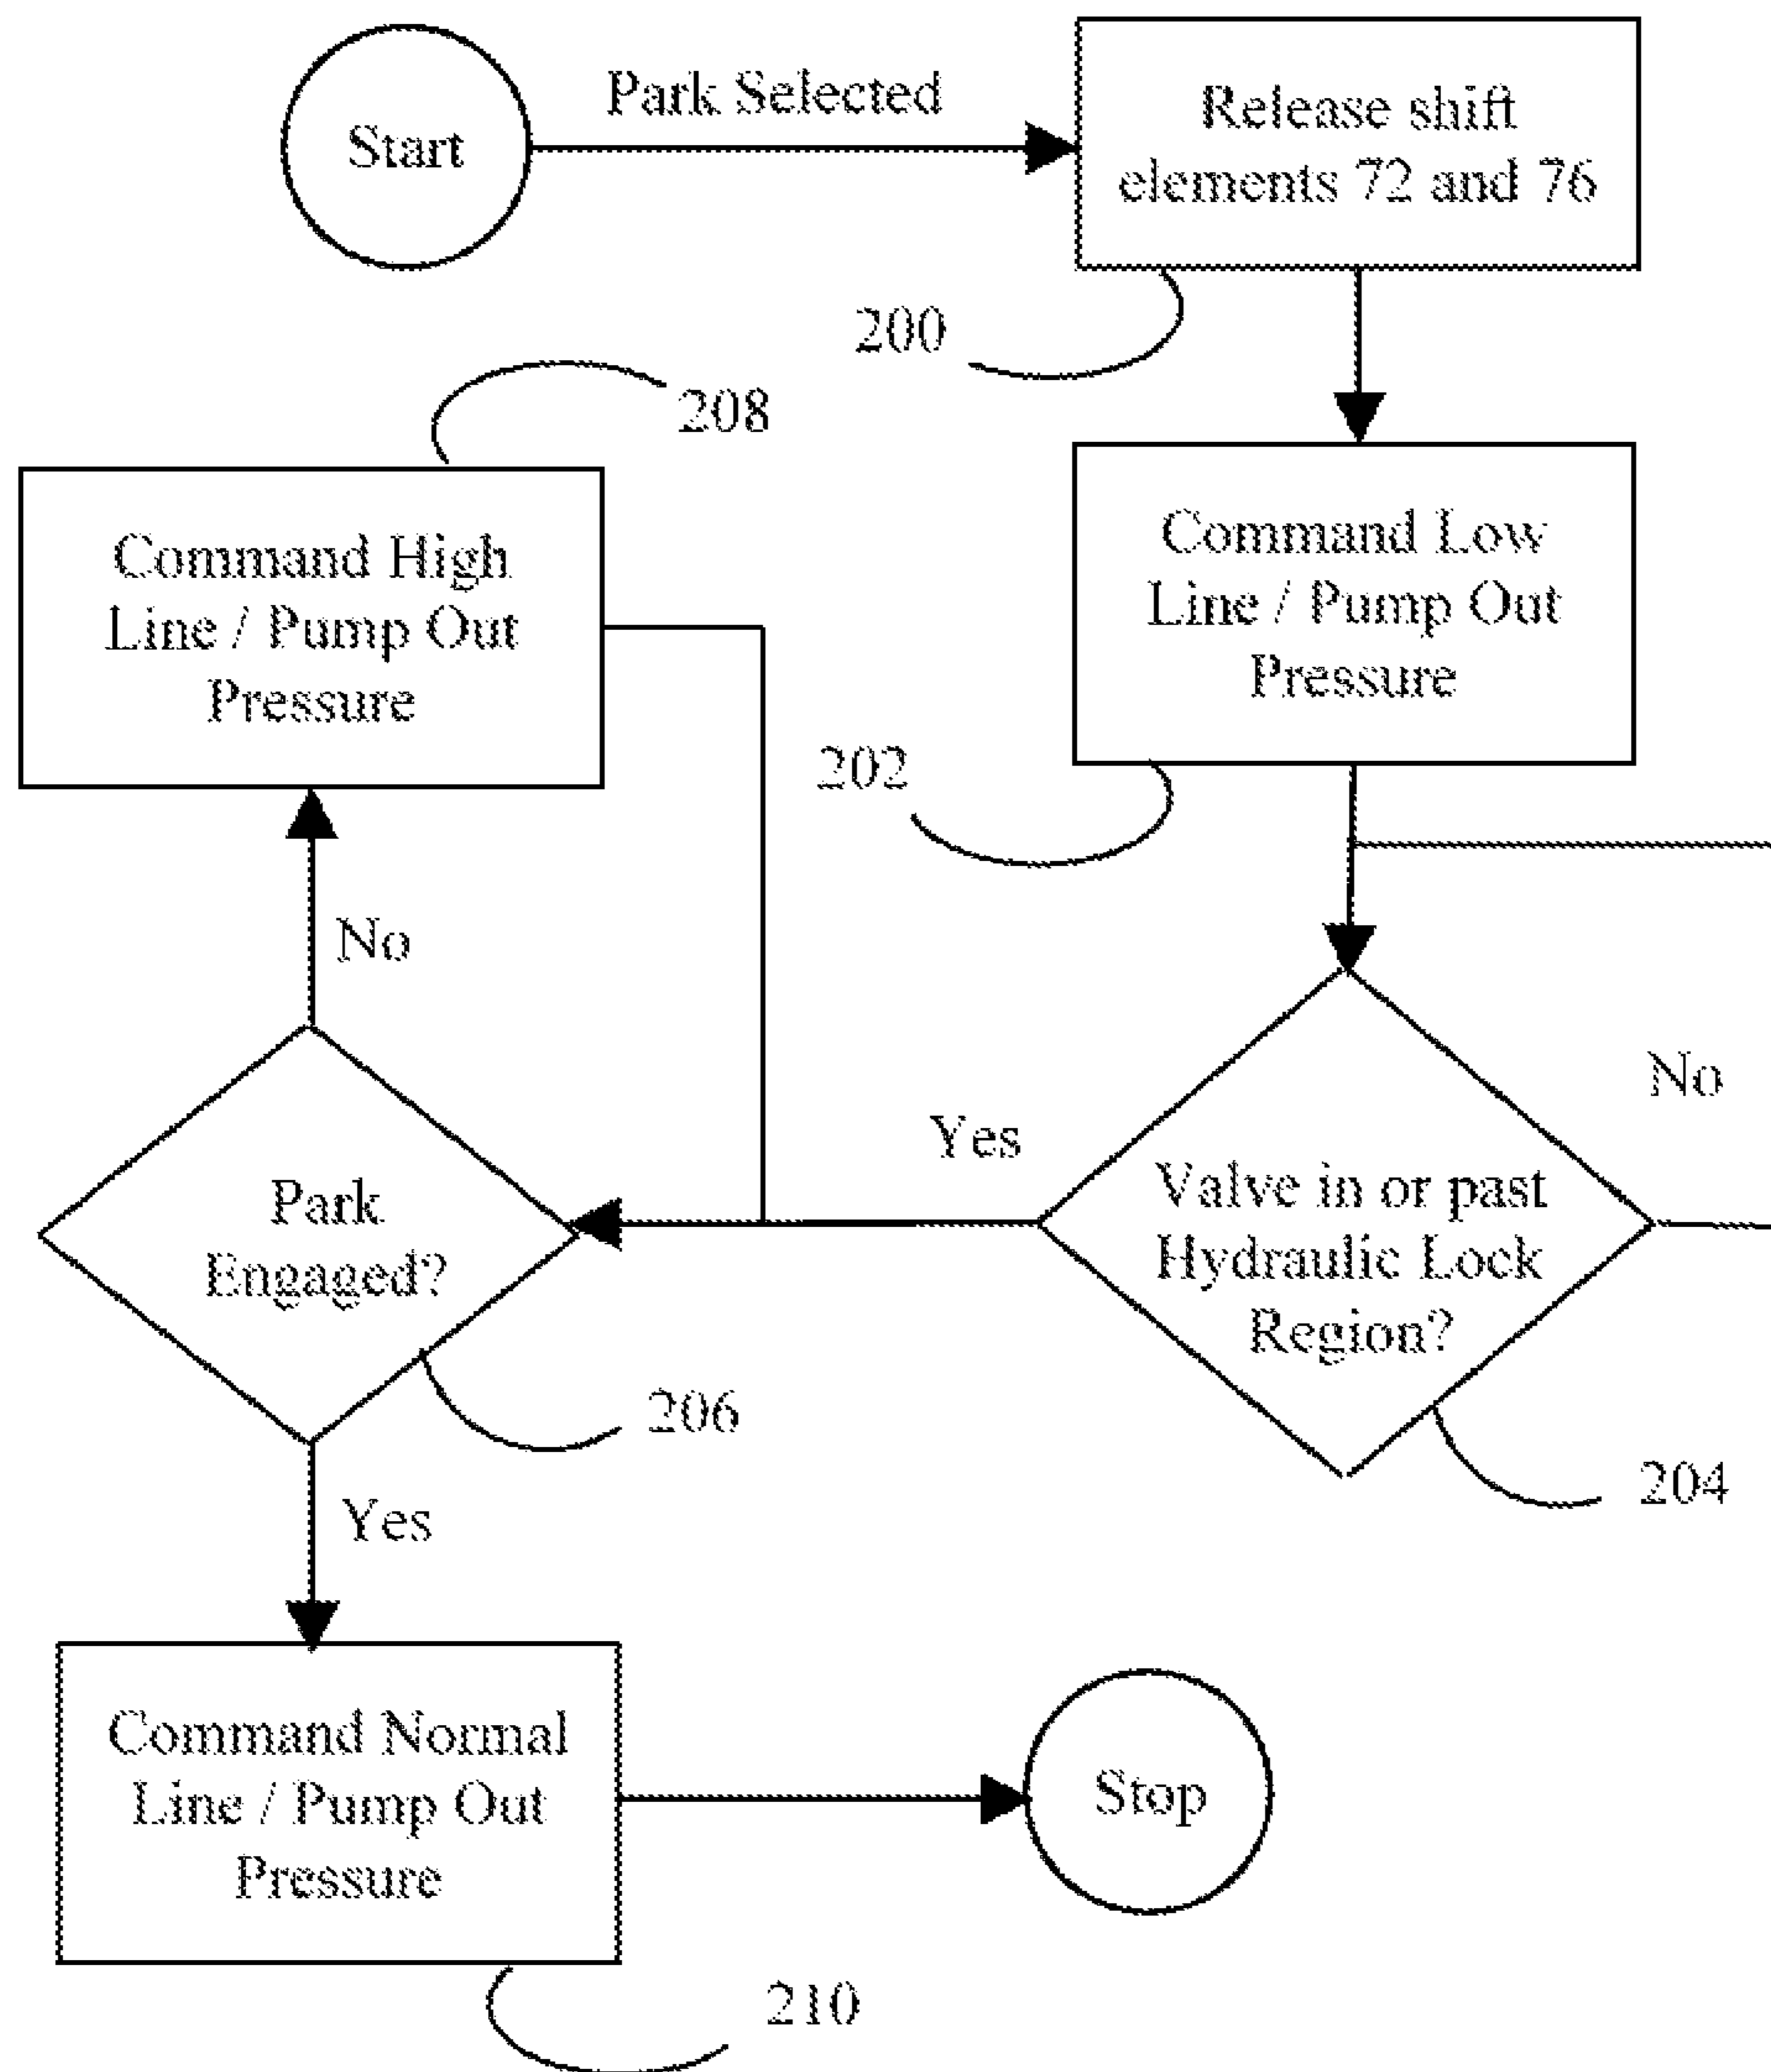 Start
Park Selected
Release shift
elements 72 and 76
200
208
Command High
Line / Pump Out
Pressure
Command Low
Line / Pump Out
Pressure
202
No
No
Yes
Park
Engaged?
Valve in or past
Hydraulic Lock
Region?
206
204
Yes
Command Normal
Line / Pump Out
Pressure
Stop
210